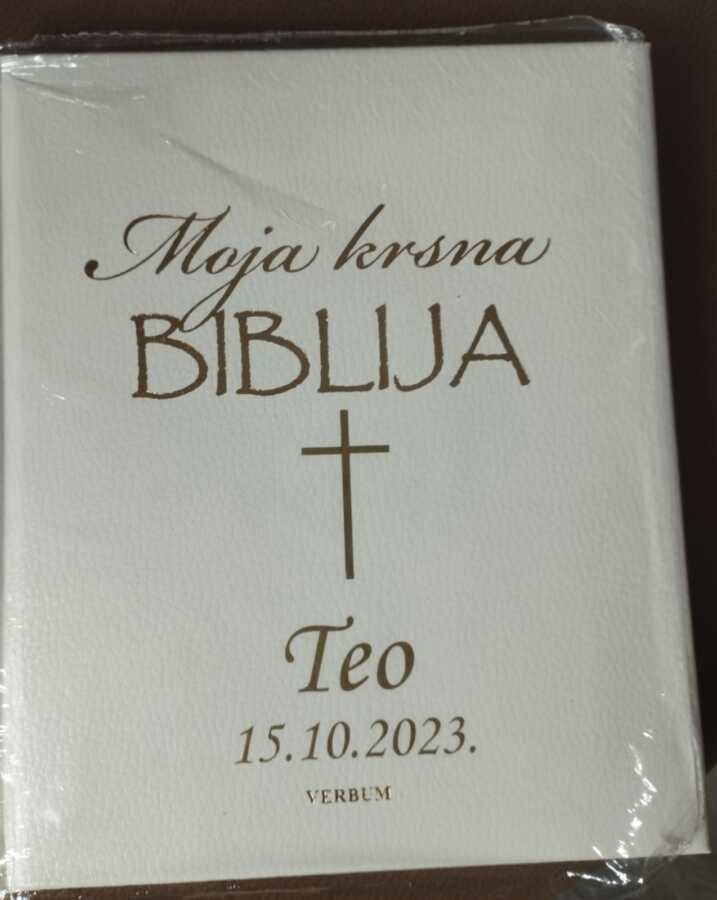 Moja krsna
BIBLIJA
Teo
15.10.2023.
VERBUM